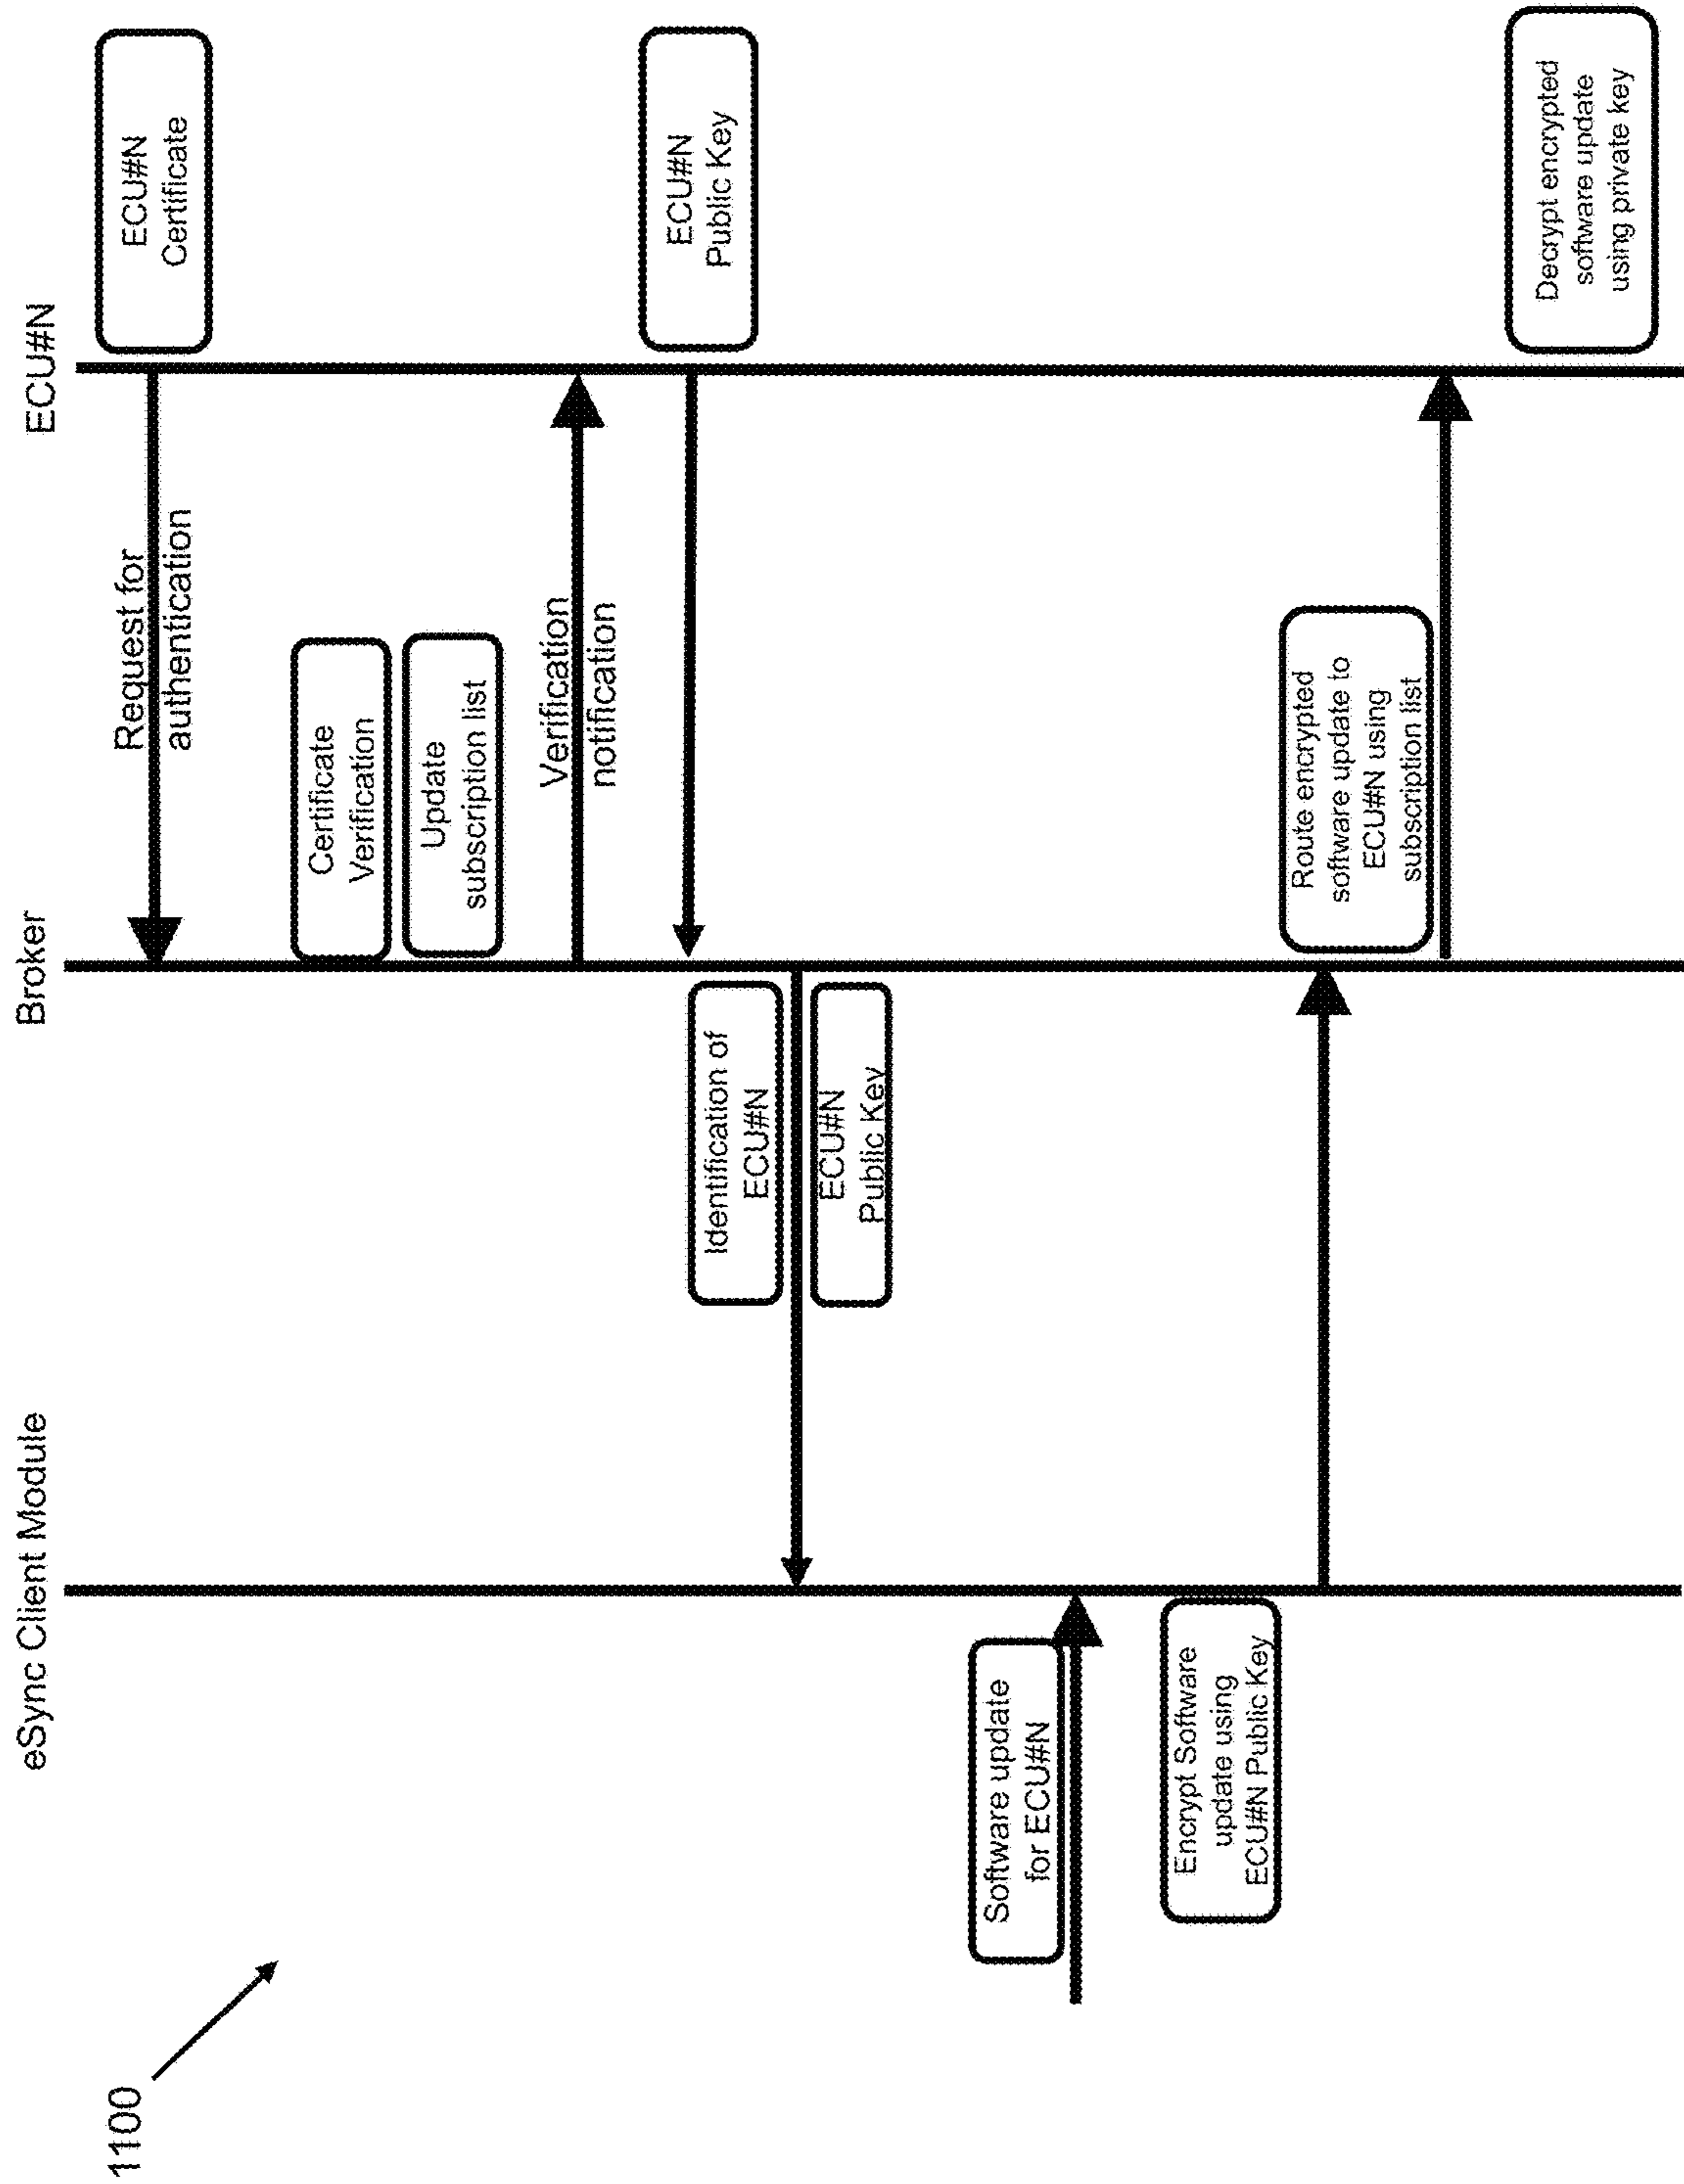 1100
eSync Client Module
Broker
ECU#N
Request for
authentication
ECU#N
Certificate
Certificate
Verification
Update
subscription list
Verification
notification
ECU#N
Public Key
Identification of
ECU#N
ECU#N
Public Key
Software update
for ECU#N
Encrypt Software
update using
ECU#N Public Key
Route encrypted
software update to
ECU#N using
subscription list
Decrypt encrypted
software update
using private key